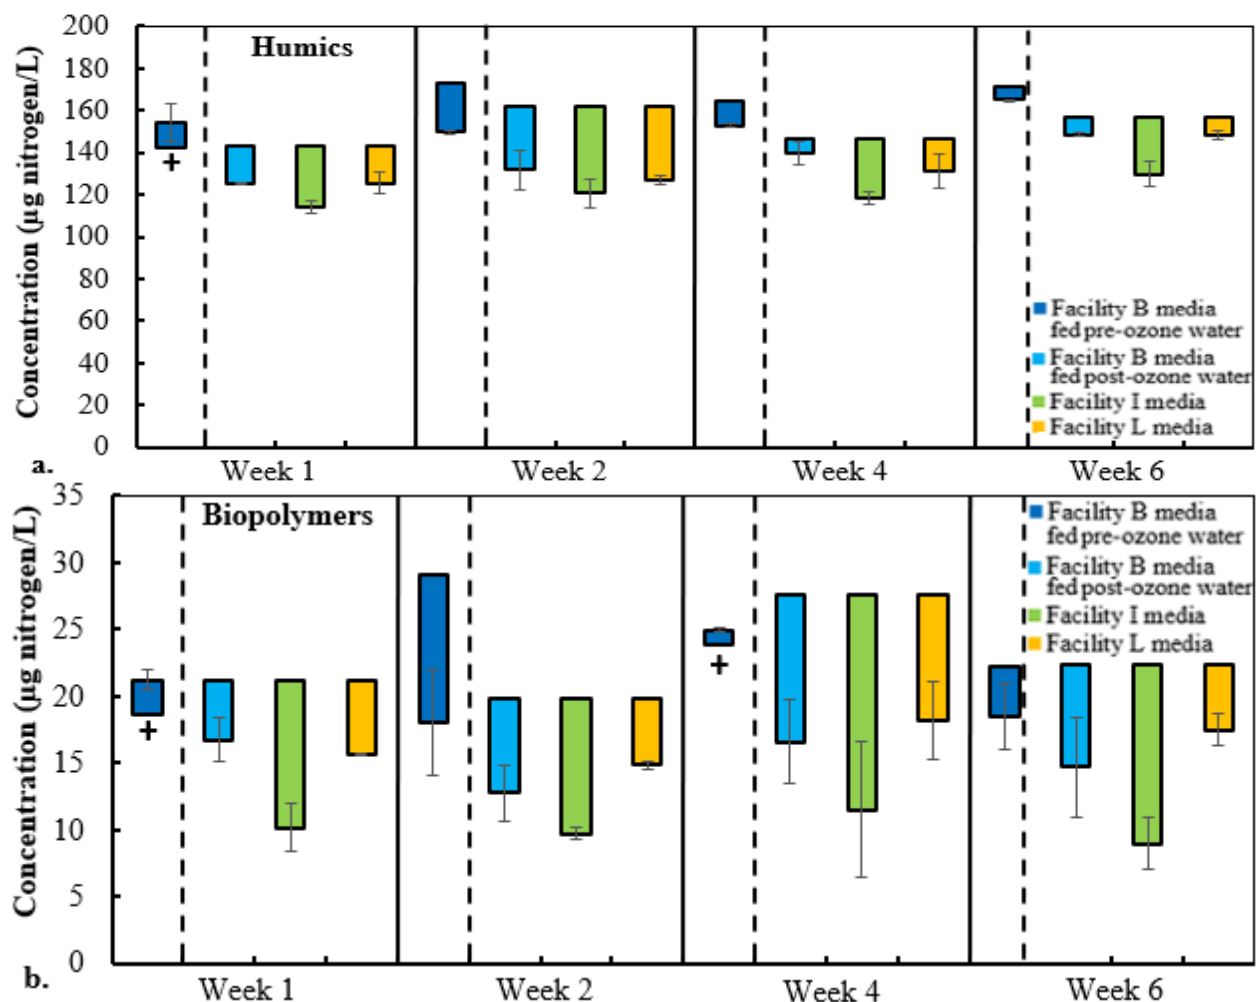 Concentration (µg nitrogen/L)
200
180
160
140
120
100
80
60
40
20
0
Humics
+
Facility B media
fed pre-ozone water
Facility B media
fed post-ozone water
Facility I media
Facility L media
a.
Week 1 Week 2 Week 4 Week 6
Concentration (µg nitrogen/L)
35
30
25
20
15
10
5
0
Biopolymers
+
+
Facility B media
fed pre-ozone water
Facility B media
fed post-ozone water
Facility I media
Facility L media
b.
Week 1 Week 2 Week 4 Week 6